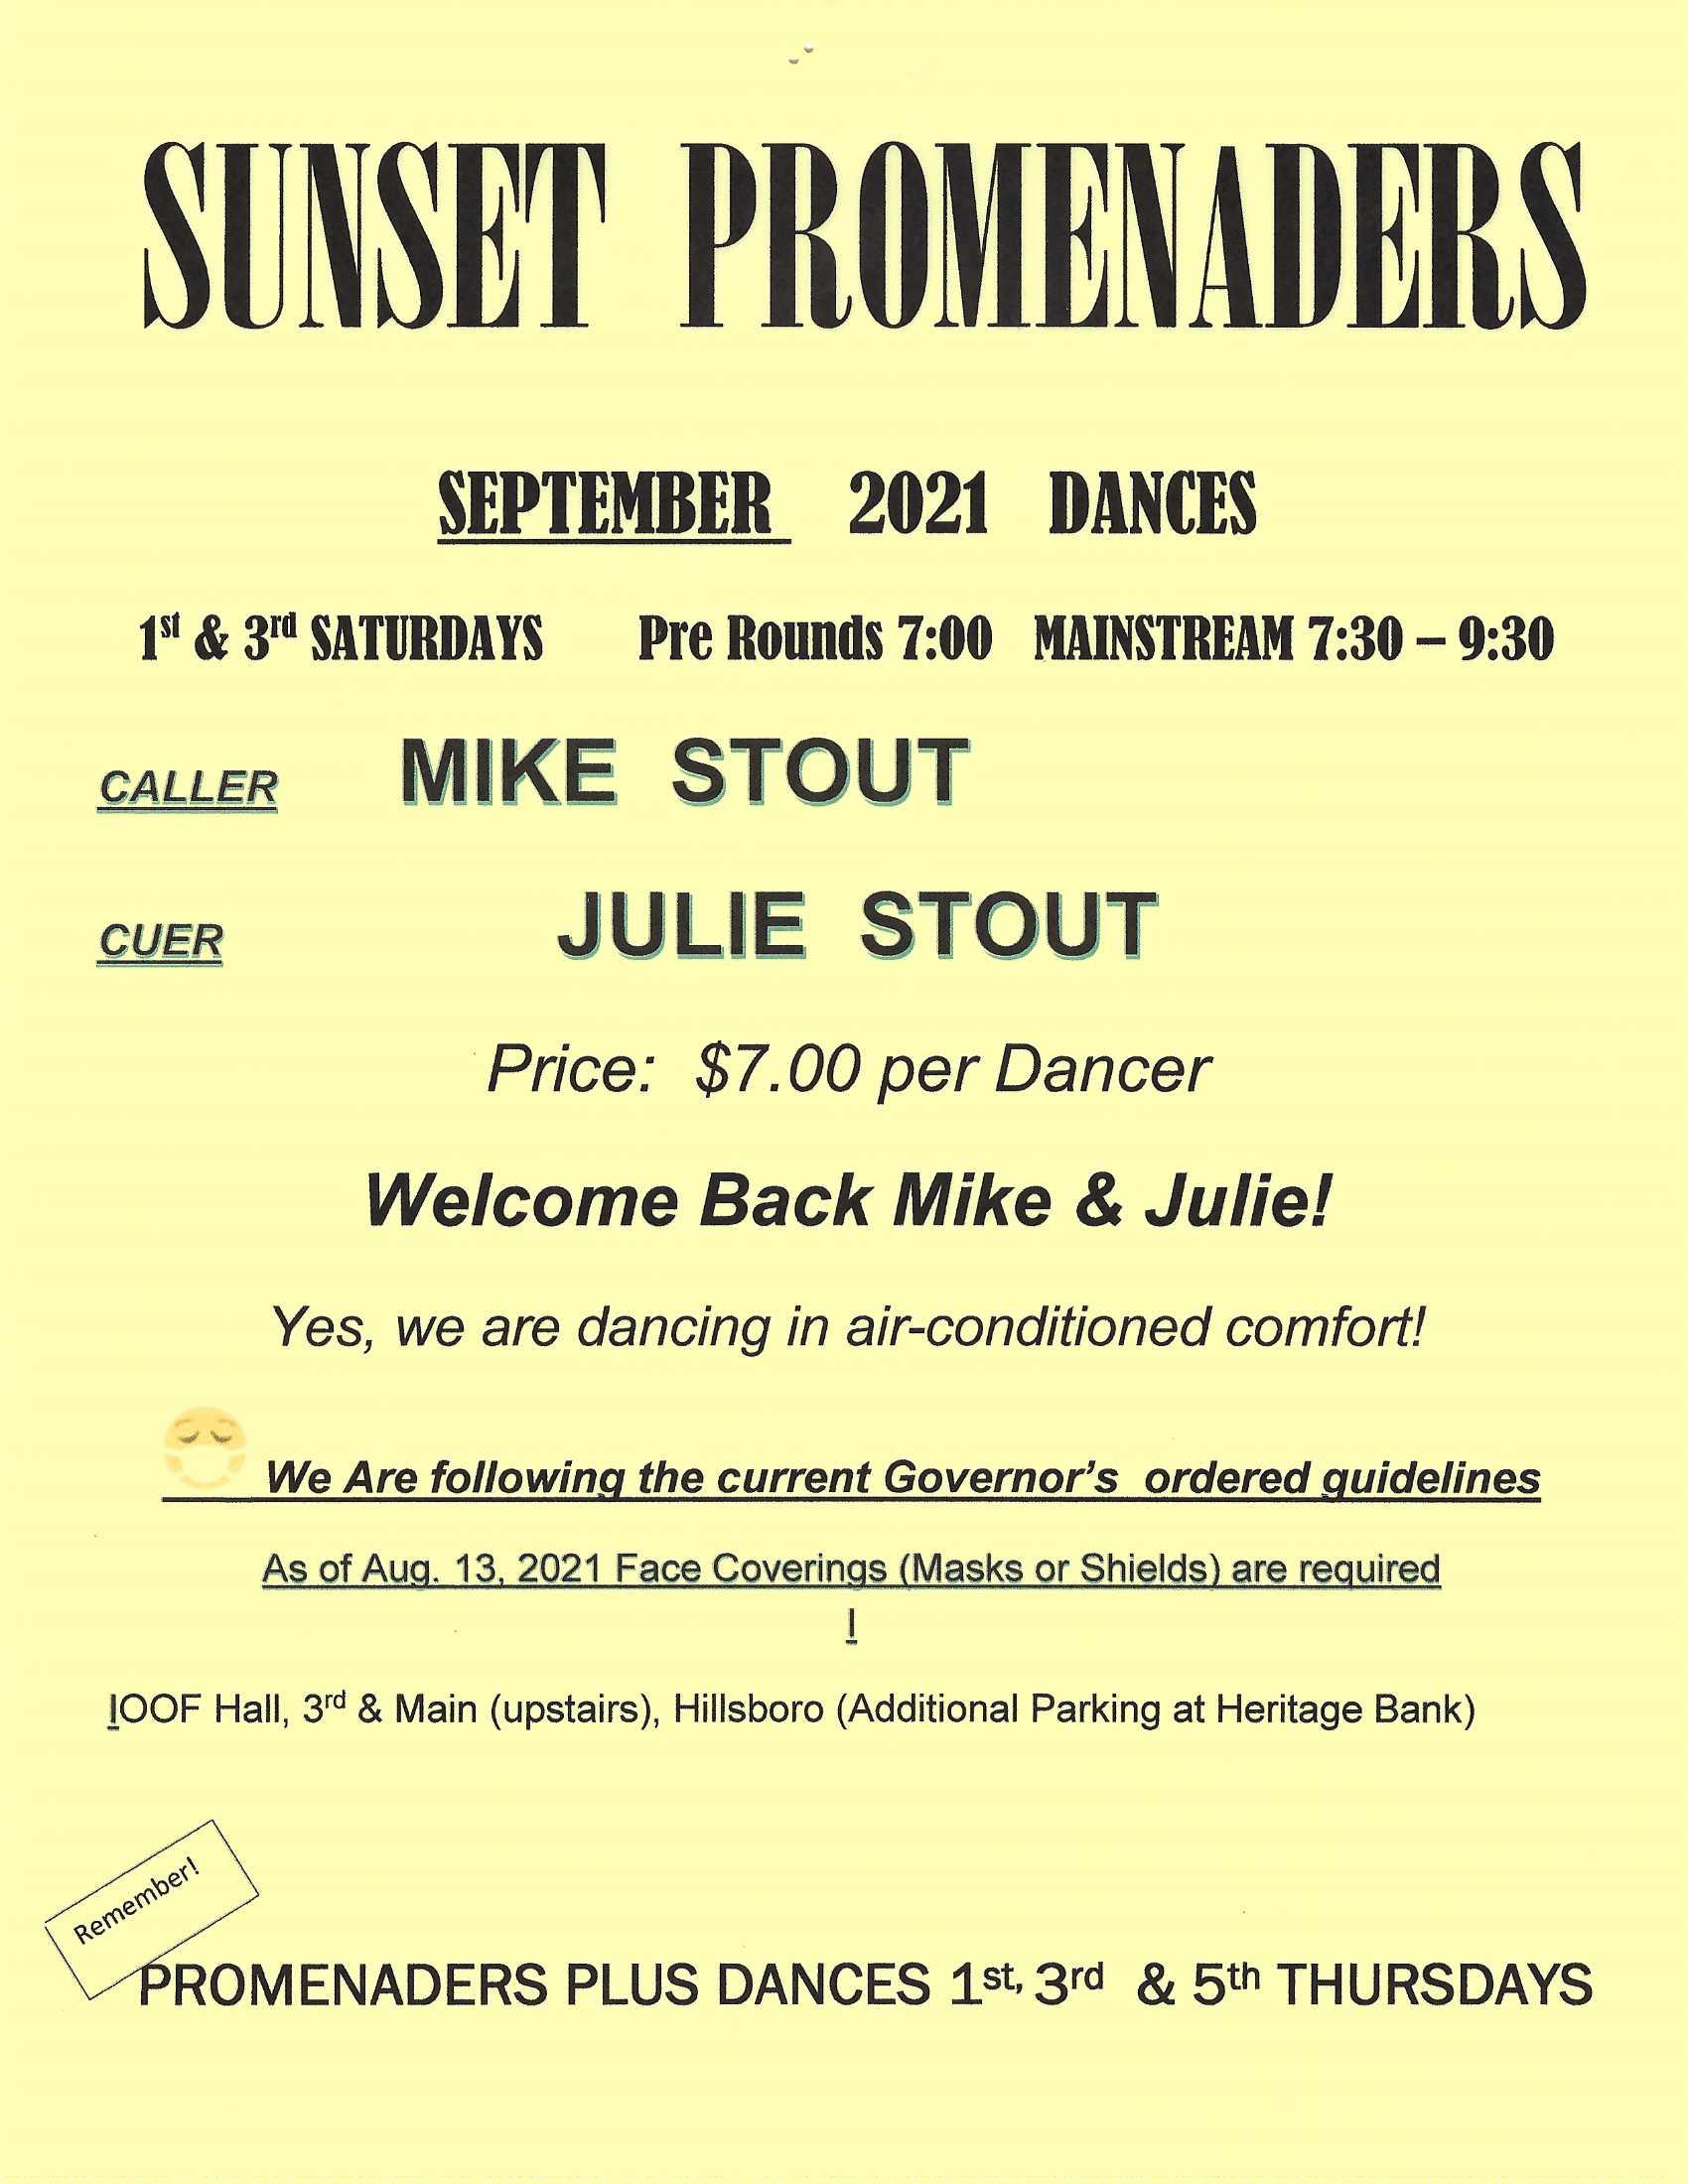 SUNSET PROMENADERS
SEPTEMBER 2021 DANCES
1st & 3rd SATURDAYS Pre Rounds 7:00 MAINSTREAM 7:30 – 9:30
CALLER MIKE STOUT
CUER JULIE STOUT
Price: $7.00 per Dancer
Welcome Back Mike & Julie!
Yes, we are dancing in air-conditioned comfort!
We Are following the current Governor's ordered guidelines
As of Aug. 13, 2021 Face Coverings (Masks or Shields) are required
I
IOOF Hall, 3rd & Main (upstairs), Hillsboro (Additional Parking at Heritage Bank)
Remember!
PROMENADERS PLUS DANCES 1st, 3rd & 5th THURSDAYS